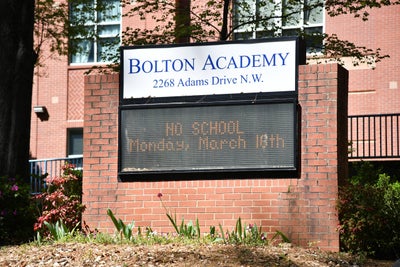 BOLTON ACADEMY
2268 ADAMS DRIVE N.W.
NO SCHOOL
Monday, March 18th